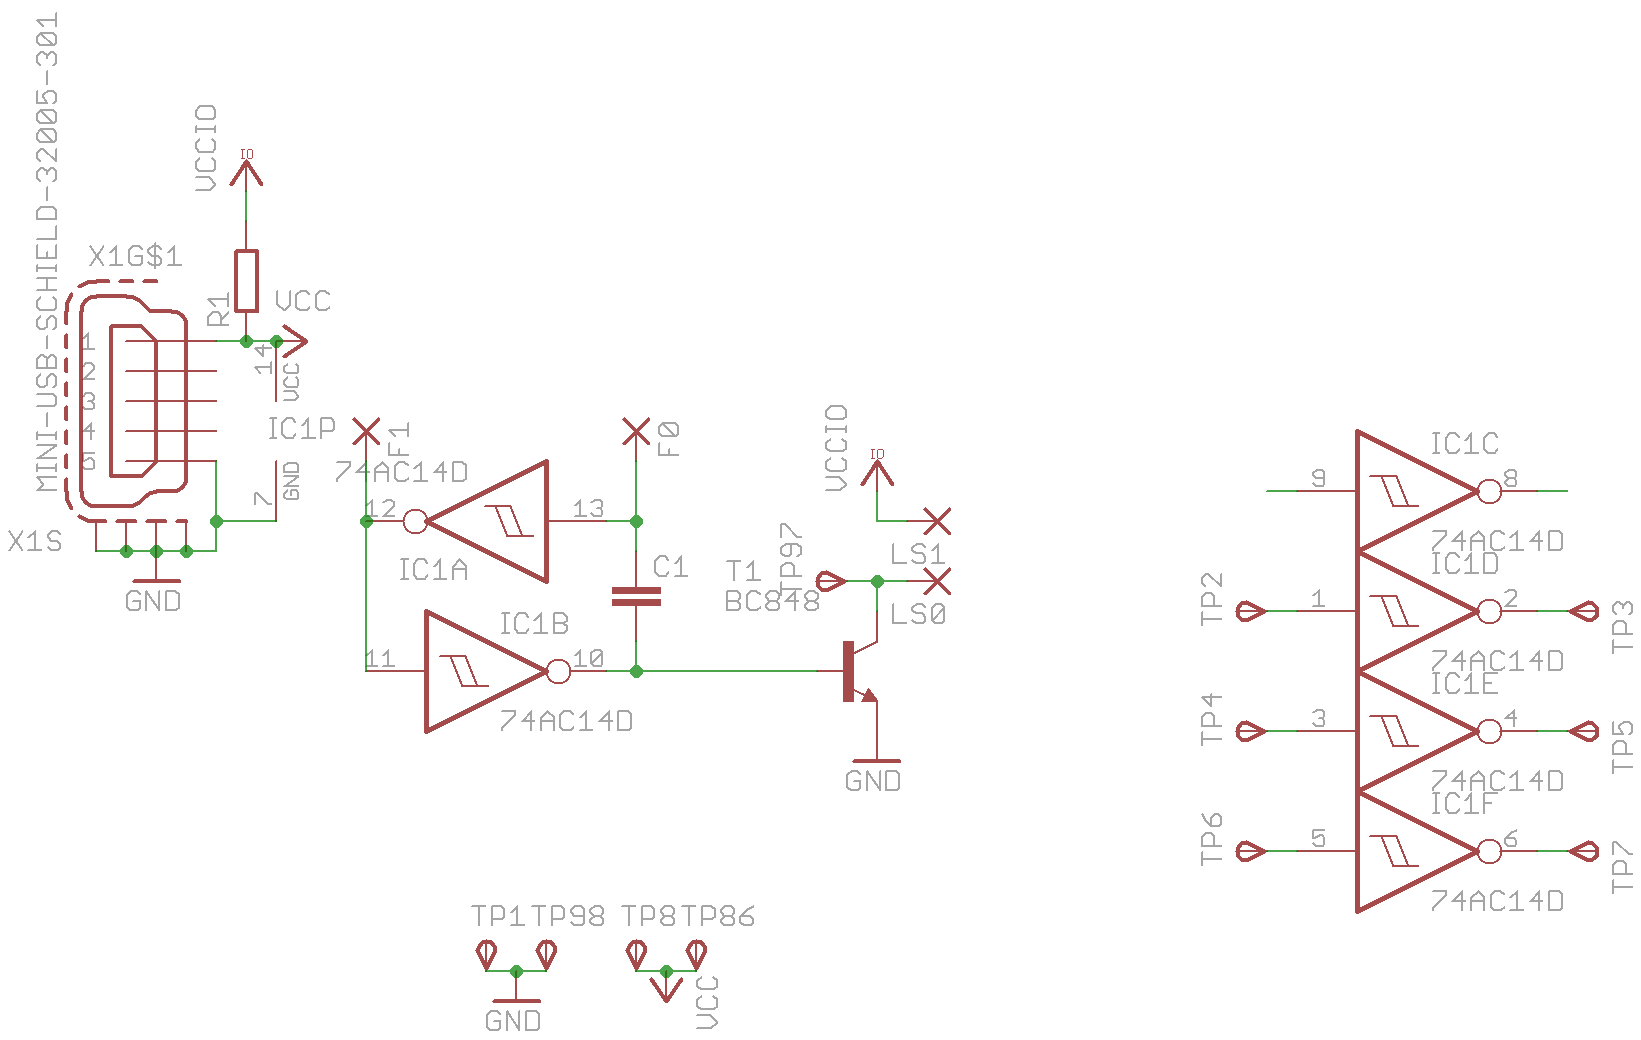 MINI-USB-SCHIELD-32005-301
VCCIO
IO
X1G$1
R1
VCC
1
2
3
4
5
14
VCC
IC1P
7
GND
X1S
GND
F1
F0
74AC14D
12
13
IC1A
C1
IC1B
11
10
74AC14D
VCCIO
IO
TP97
LS1
T1
BC848
LS0
GND
IC1C
9
8
74AC14D
IC1D
TP2
1
2
TP3
74AC14D
IC1E
TP4
3
4
TP5
74AC14D
IC1F
TP6
5
6
TP7
74AC14D
TP1 TP98 TP8 TP86
GND
VCC